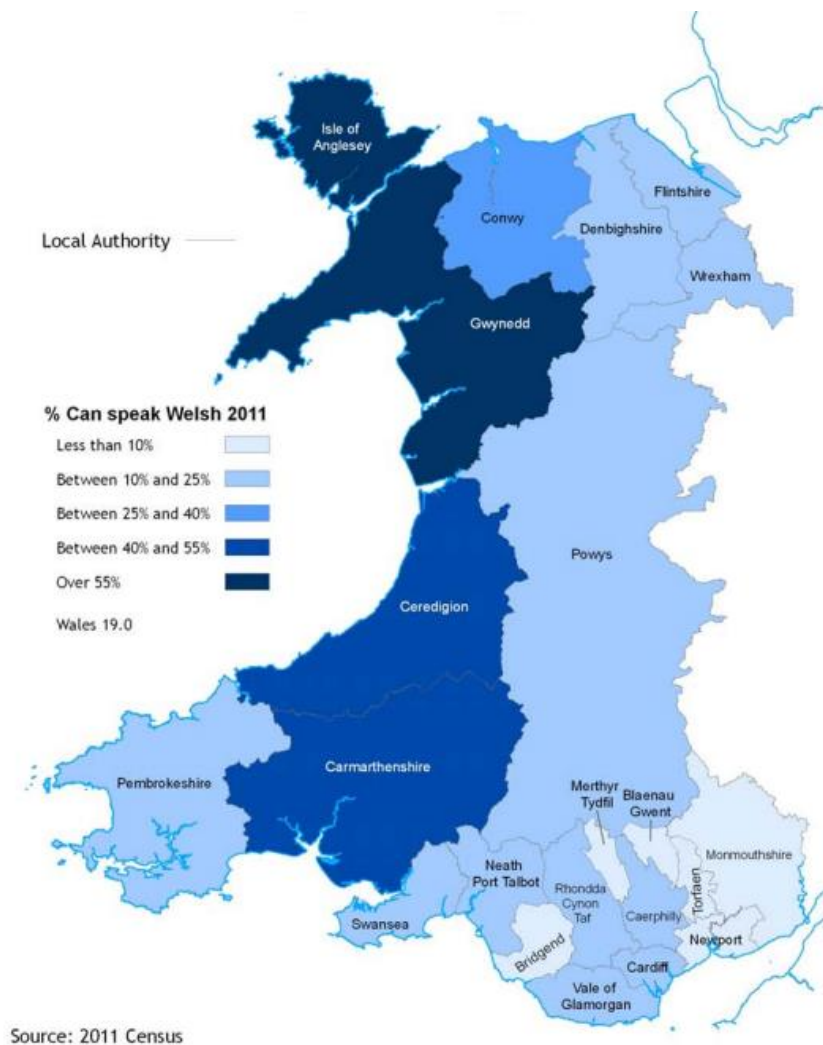 Isle of
Anglesey
Flintshire
Conwy
Denbighshire
Local Authority
Wrexham
Gwynedd
% Can speak Welsh 2011
Less than 10%
Between 10% and 25%
Between 25% and 40%
Between 40% and 55%
Over 55%
Wales 19.0
Powys
Ceredigion
Pembrokeshire
Carmarthenshire
Merthyr
Tydfil
Blaenau
Gwent
Monmouthshire
Neath
Port Talbot
Rhondda
Cynon
Taf
Torfaen
Caerphilly
Swansea
Bridgend
Newport
Cardiff
Vale of
Glamorgan
Source: 2011 Census